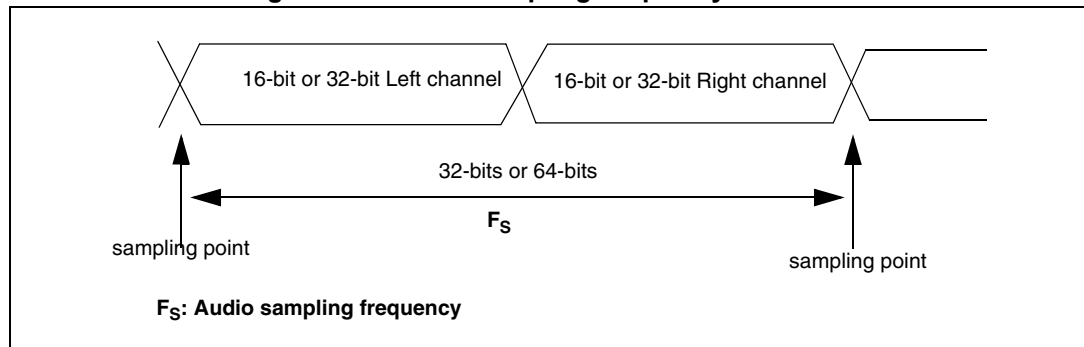 16-bit or 32-bit Left channel
16-bit or 32-bit Right channel
32-bits or 64-bits
FS
sampling point
sampling point
FS: Audio sampling frequency